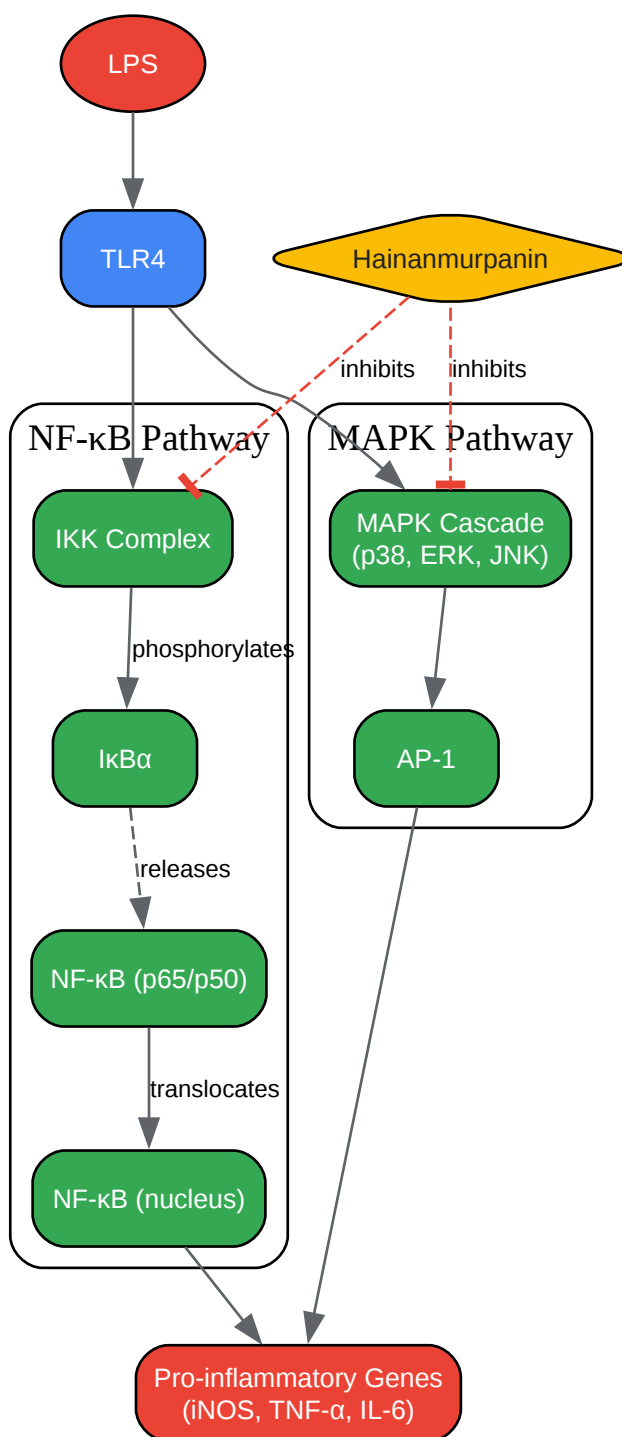 LPS
TLR4
Hainanmurpanin
inhibits
inhibits
NF-κB Pathway
MAPK Pathway
IKK Complex
MAPK Cascade
(p38, ERK, JNK)
phosphorylates
IκBα
AP-1
releases
NF-κB (p65/p50)
translocates
NF-κB (nucleus)
Pro-inflammatory Genes
(iNOS, TNF-α, IL-6)